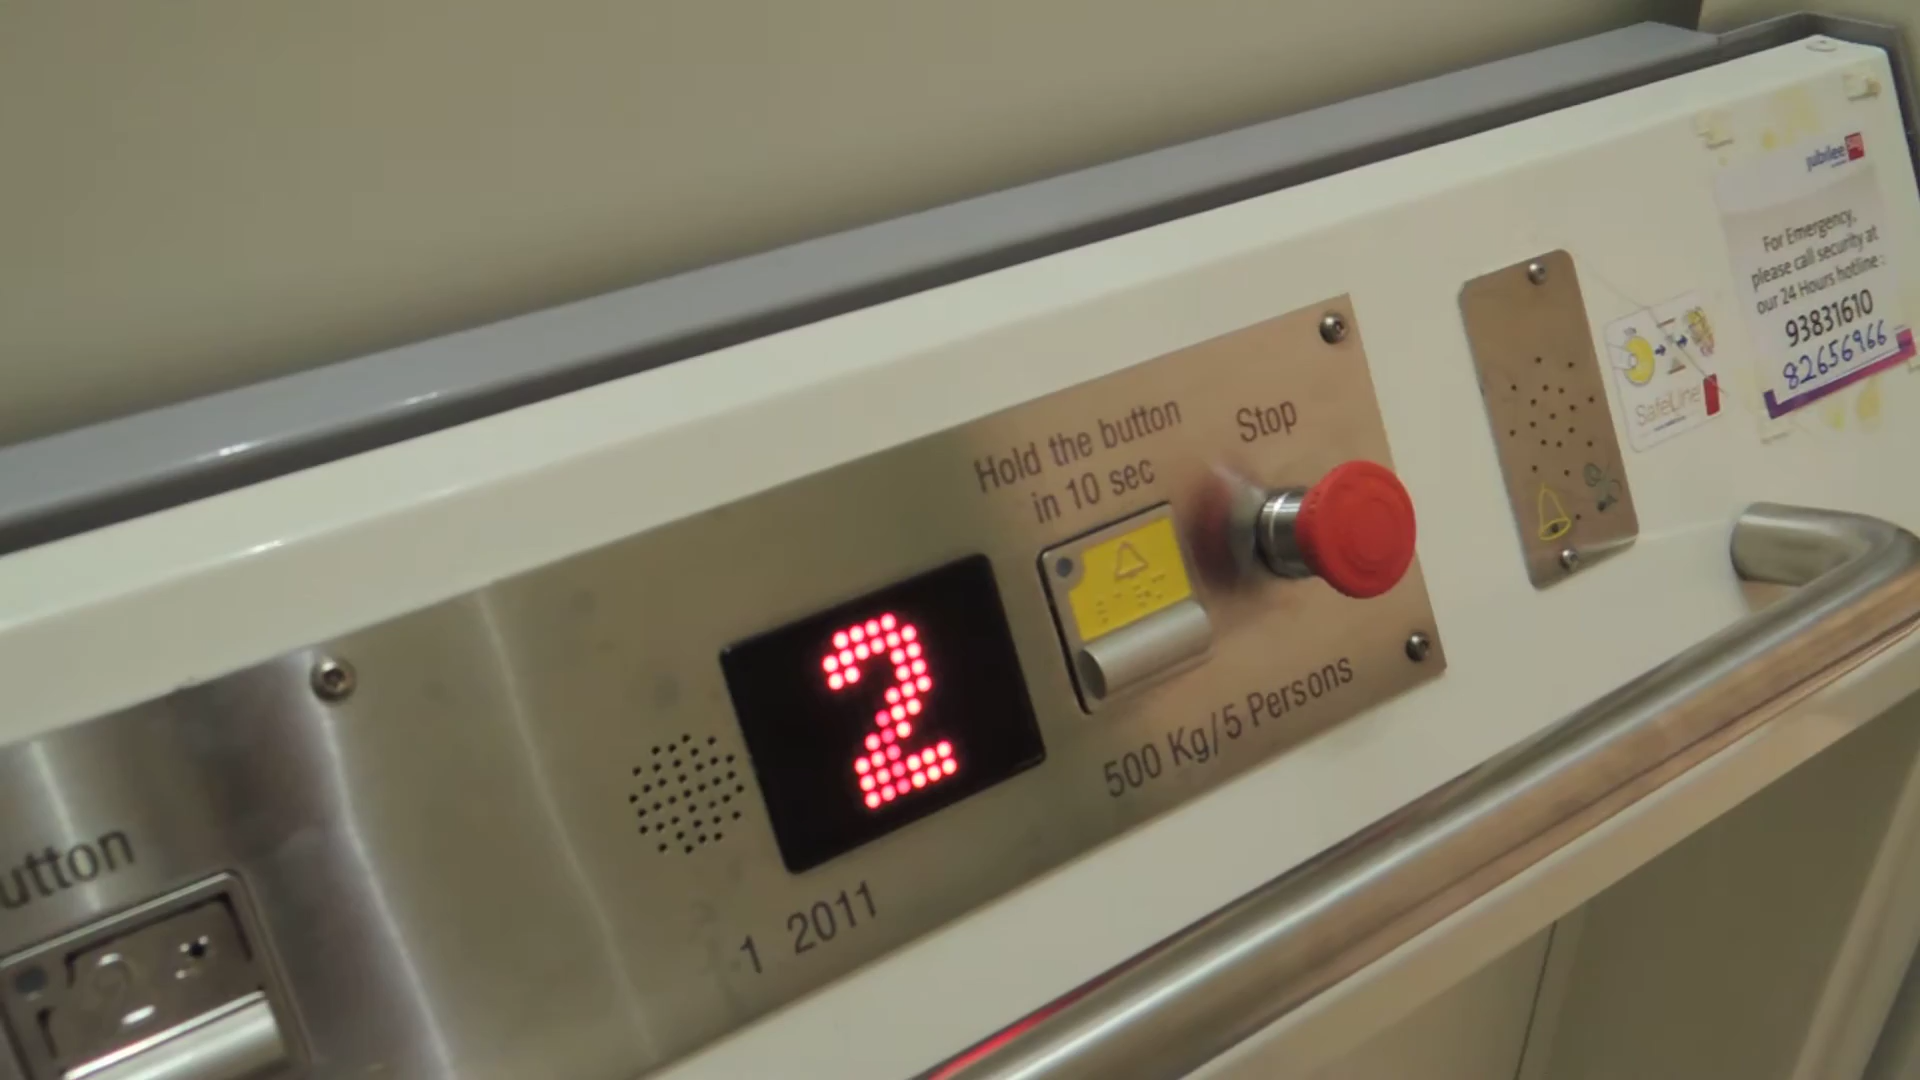 utton
1 2011
2
Hold the button
in 10 sec
Stop
500 Kg/5 Persons
SafeLine
jubilee
For Emergency,
please call security at
our 24 Hours hotline :
93831610
82656966